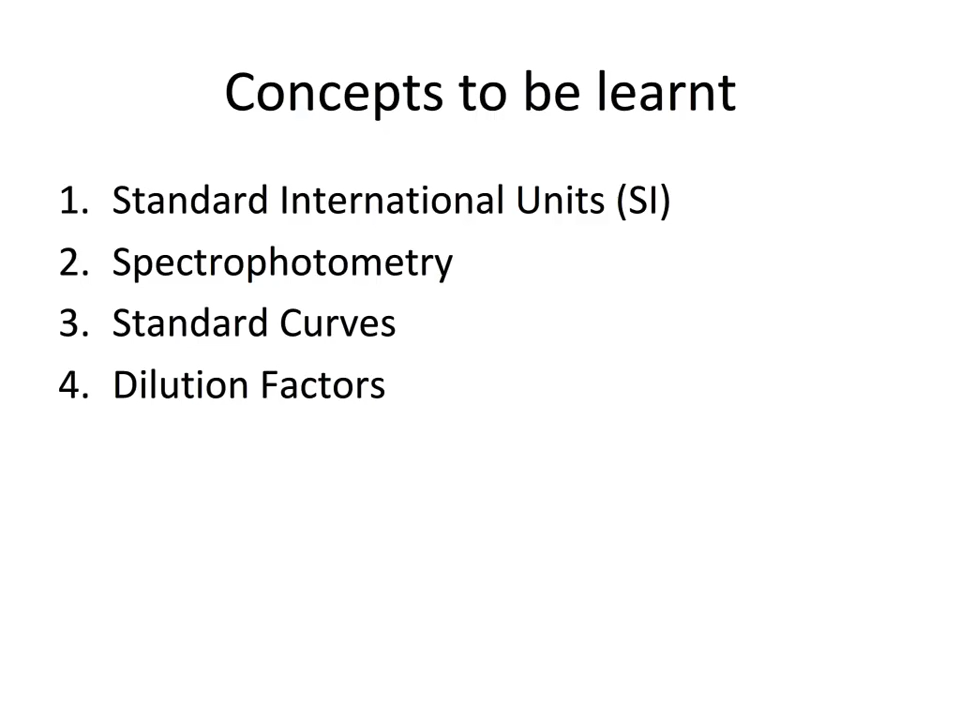 Concepts to be learnt
1. Standard International Units (SI)
2. Spectrophotometry
3. Standard Curves
4. Dilution Factors